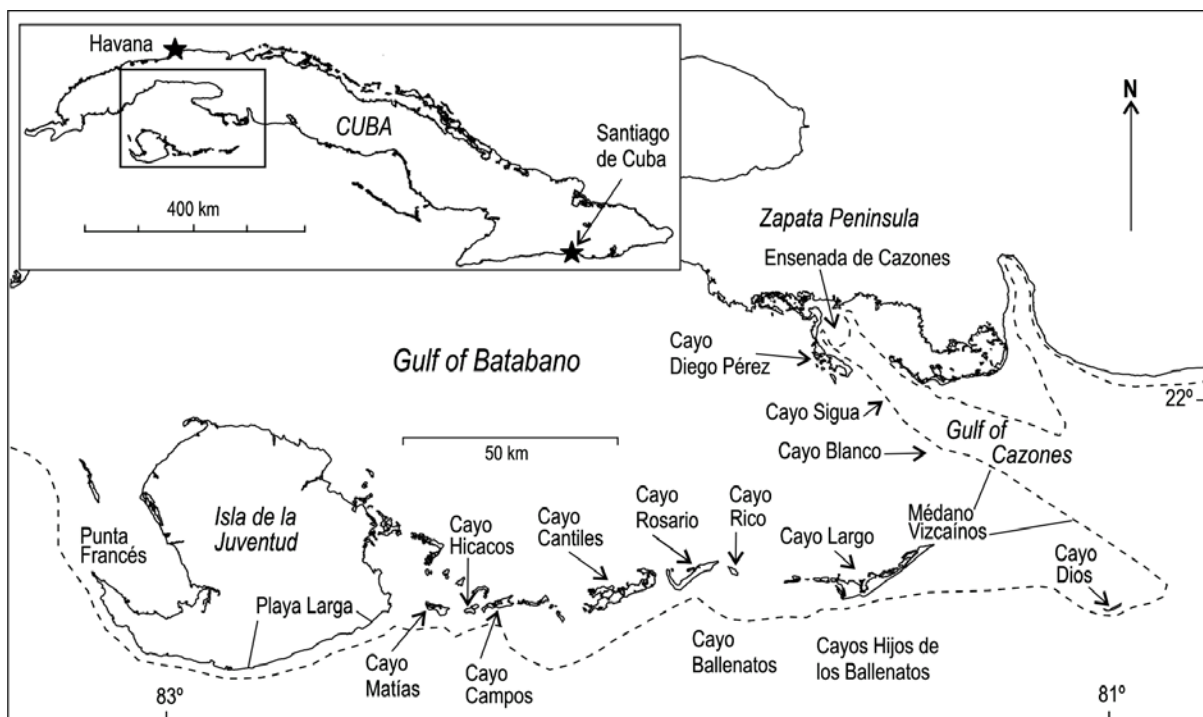 Havana
CUBA
Santiago
de Cuba
400 km
N
Zapata Peninsula
Ensenada de Cazones
Cayo
Diego Pérez
Gulf of Batabano
22º
Cayo Sigua
Gulf of
Cazones
Cayo Blanco
50 km
Médano
Vizcaínos
Cayo
Rosario
Cayo
Rico
Cayo Largo
Cayo
Dios
Cayo
Cantiles
Cayo
Hicacos
Isla de la
Juventud
Punta
Francés
Playa Larga
Cayo
Matías
Cayo
Campos
Cayo
Ballenatos
Cayos Hijos de
los Ballenatos
83º
81º